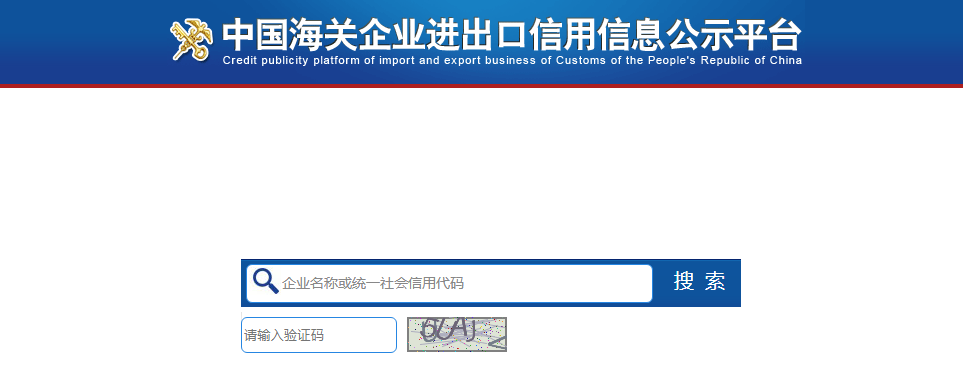 中国海关企业进出口信用信息公示平台
Credit publicity platform of import and export business of Customs of the People's Republic of China
企业名称或统一社会信用代码
搜 索
请输入验证码